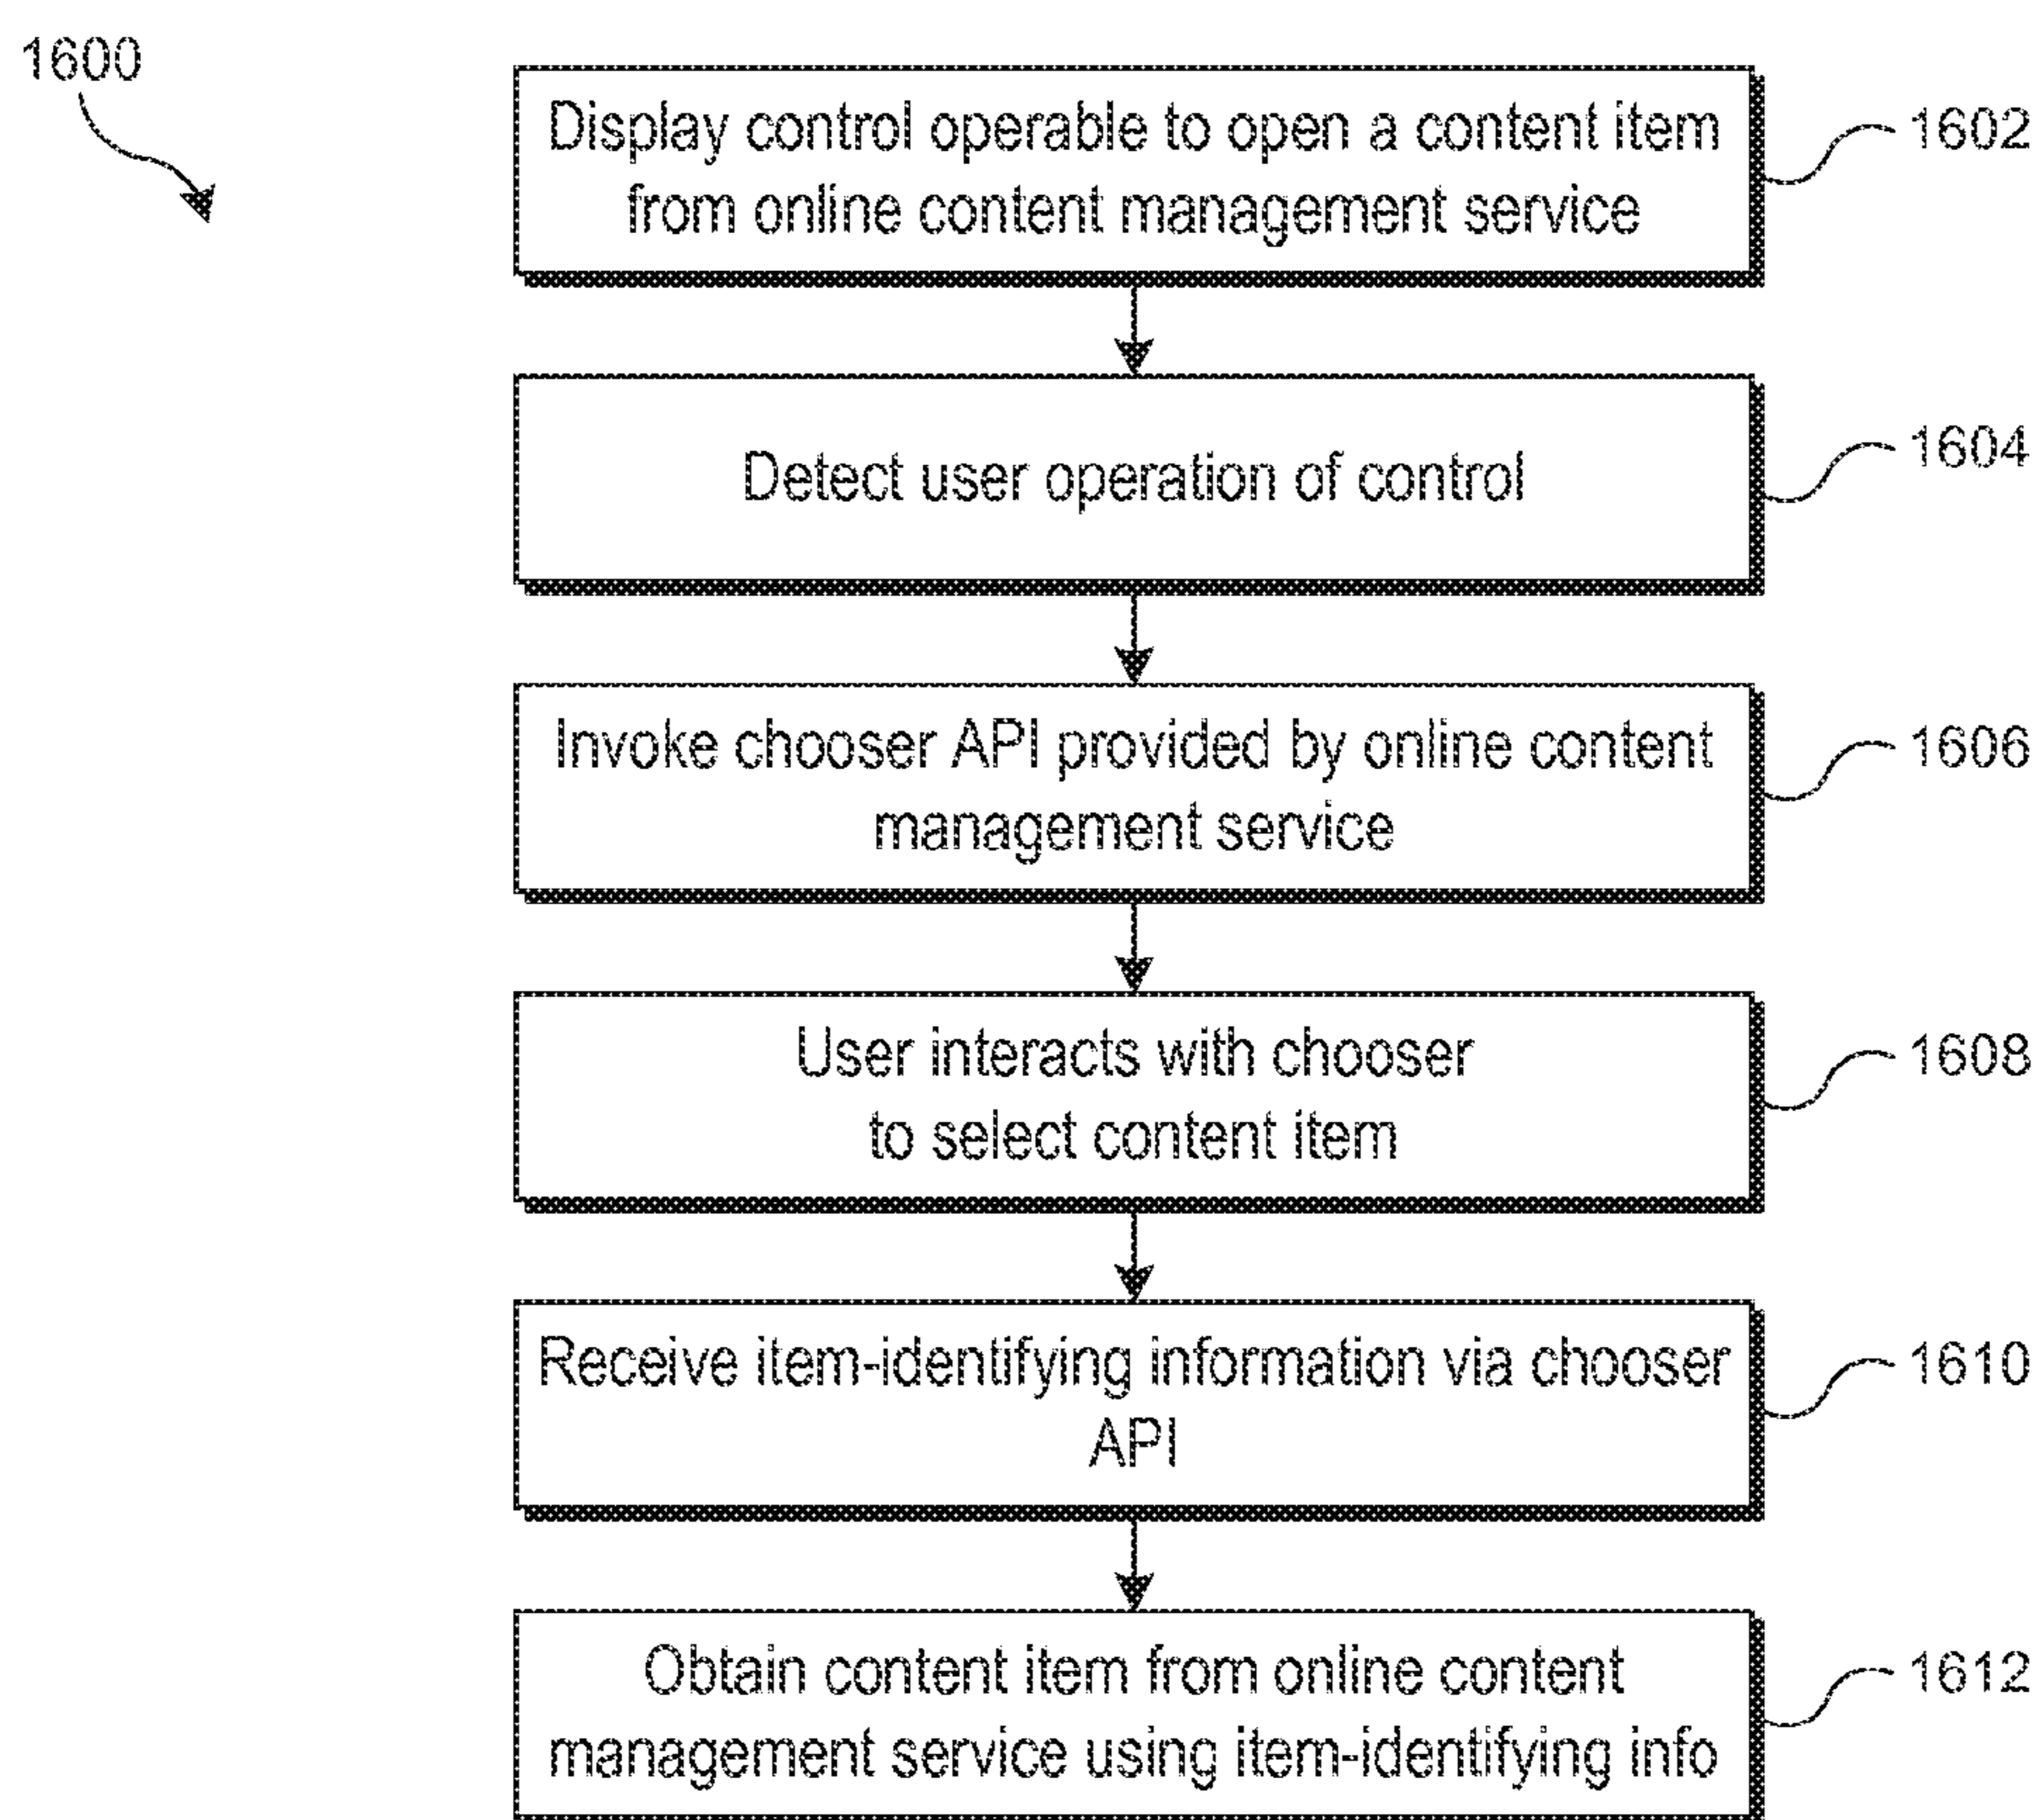 1600
Display control operable to open a content item
from online content management service
1602
Detect user operation of control
1604
Invoke chooser API provided by online content
management service
1606
User interacts with chooser
to select content item
1608
Receive item-identifying information via chooser
API
1610
Obtain content item from online content
management service using item-identifying info
1612